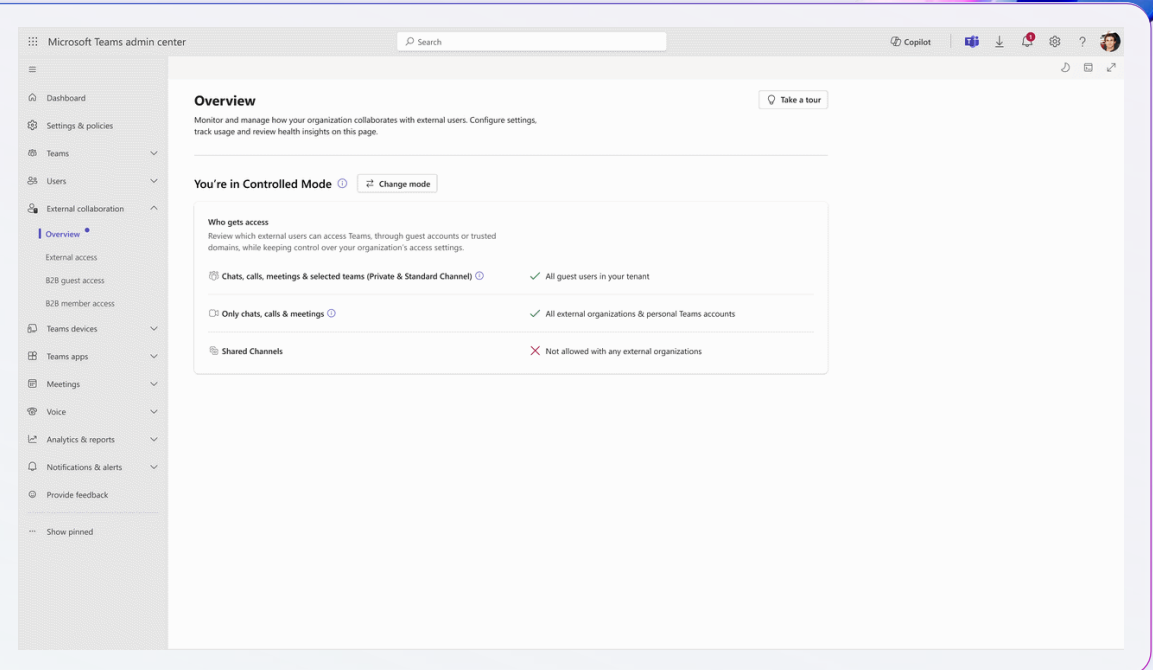 Microsoft Teams admin center
Search
Copilot
1
?
Dashboard
Settings & policies
Teams
Users
External collaboration
Overview
External access
B2B guest access
B2B member access
Teams devices
Teams apps
Meetings
Voice
Analytics & reports
Notifications & alerts
Provide feedback
Show pinned
Overview
Take a tour
Monitor and manage how your organization collaborates with external users. Configure settings,
track usage and review health insights on this page.
You're in Controlled Mode
Change mode
Who gets access
Review which external users can access Teams, through guest accounts or trusted
domains, while keeping control over your organization's access settings.
Chats, calls, meetings & selected teams (Private & Standard Channel)
All guest users in your tenant
Only chats, calls & meetings
All external organizations & personal Teams accounts
Shared Channels
Not allowed with any external organizations